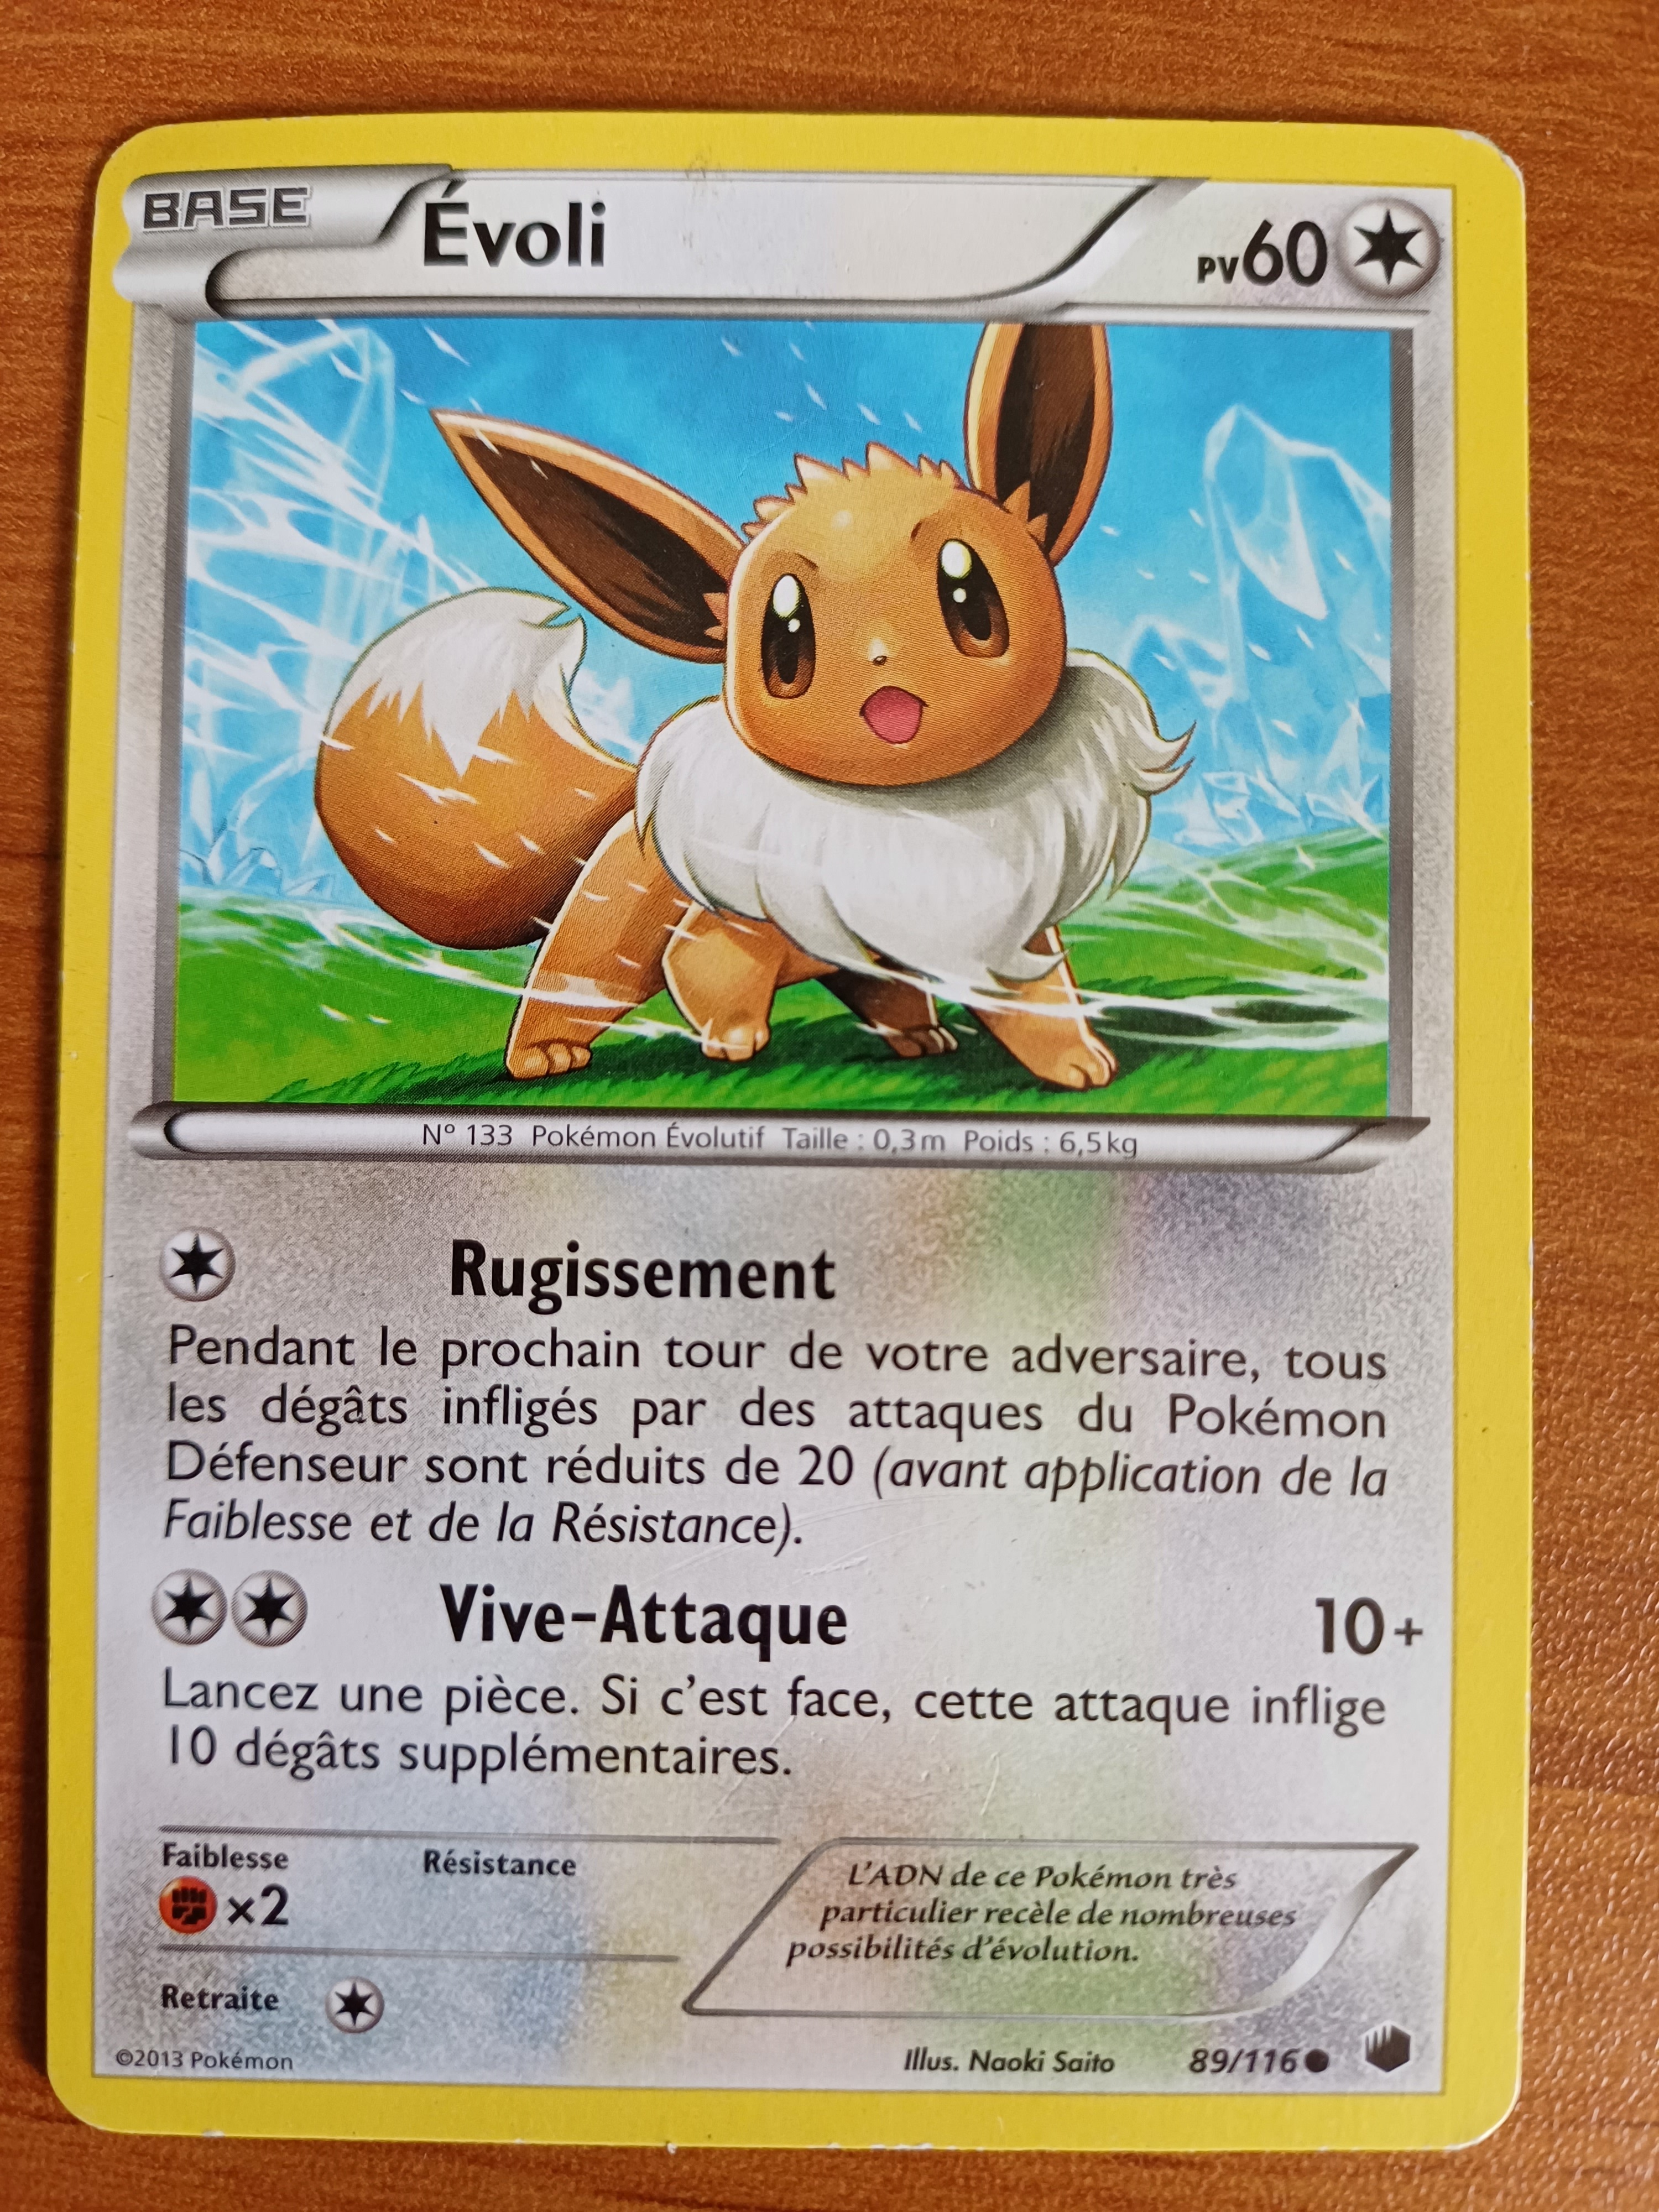 BASE
Évoli
PV60
N° 133 Pokémon Évolutif Taille : 0,3m Poids : 6,5kg
Rugissement
Pendant le prochain tour de votre adversaire, tous
les dégâts infligés par des attaques du Pokémon
Défenseur sont réduits de 20 (avant application de la
Faiblesse et de la Résistance).
Vive-Attaque 10+
Lancez une pièce. Si c'est face, cette attaque inflige
10 dégâts supplémentaires.
Faiblesse Résistance
×2
L'ADN de ce Pokémon très
particulier recèle de nombreuses
possibilités d'évolution.
Retraite
©2013 Pokémon Illus. Naoki Saito 89/116